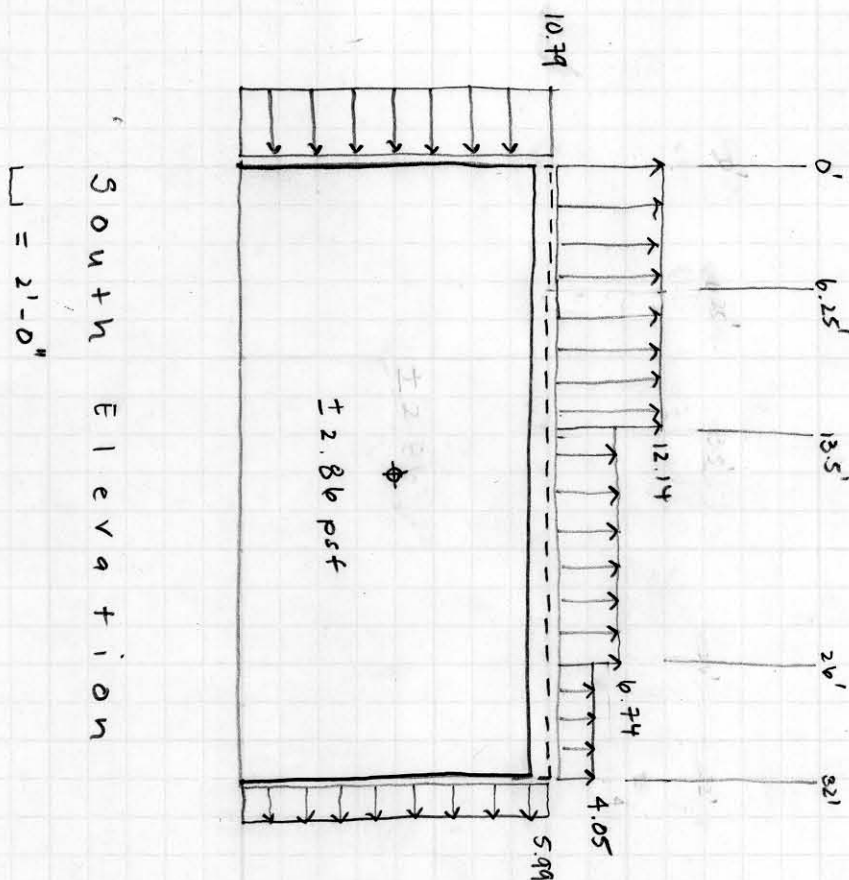 0' 6.25' 13.5' 26' 32'
12.14
6.74
4.05
10.79
5.99
± 2.86 psf
South Elevation
= 2'-0"